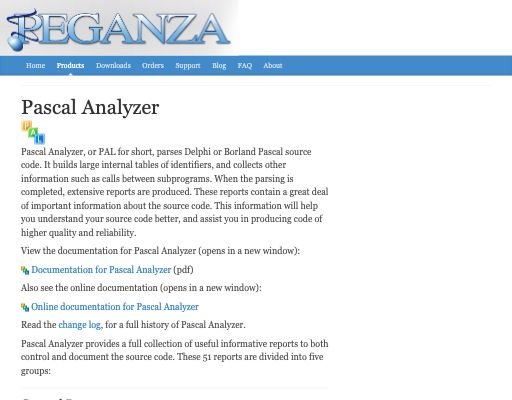 PEGANZA
Home Products Downloads Orders Support Blog FAQ About
Pascal Analyzer
P
A
L
Pascal Analyzer, or PAL for short, parses Delphi or Borland Pascal source
code. It builds large internal tables of identifiers, and collects other
information such as calls between subprograms. When the parsing is
completed, extensive reports are produced. These reports contain a great deal
of important information about the source code. This information will help
you understand your source code better, and assist you in producing code of
higher quality and reliability.
View the documentation for Pascal Analyzer (opens in a new window):
Documentation for Pascal Analyzer (pdf)
Also see the online documentation (opens in a new window):
Online documentation for Pascal Analyzer
Read the change log, for a full history of Pascal Analyzer.
Pascal Analyzer provides a full collection of useful informative reports to both
control and document the source code. These 51 reports are divided into five
groups: